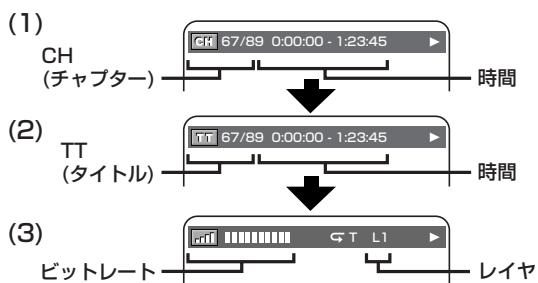 (1)
CH 67/89 0:00:00 - 1:23:45
CH
(チャプター)
時間
(2)
TT 67/89 0:00:00 - 1:23:45
TT
(タイトル)
時間
(3)
T L1
ビットレート
レイヤ